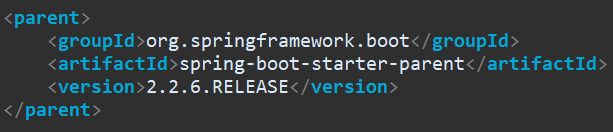 <parent>
    <groupId>org.springframework.boot</groupId>
    <artifactId>spring-boot-starter-parent</artifactId>
    <version>2.2.6.RELEASE</version>
</parent>